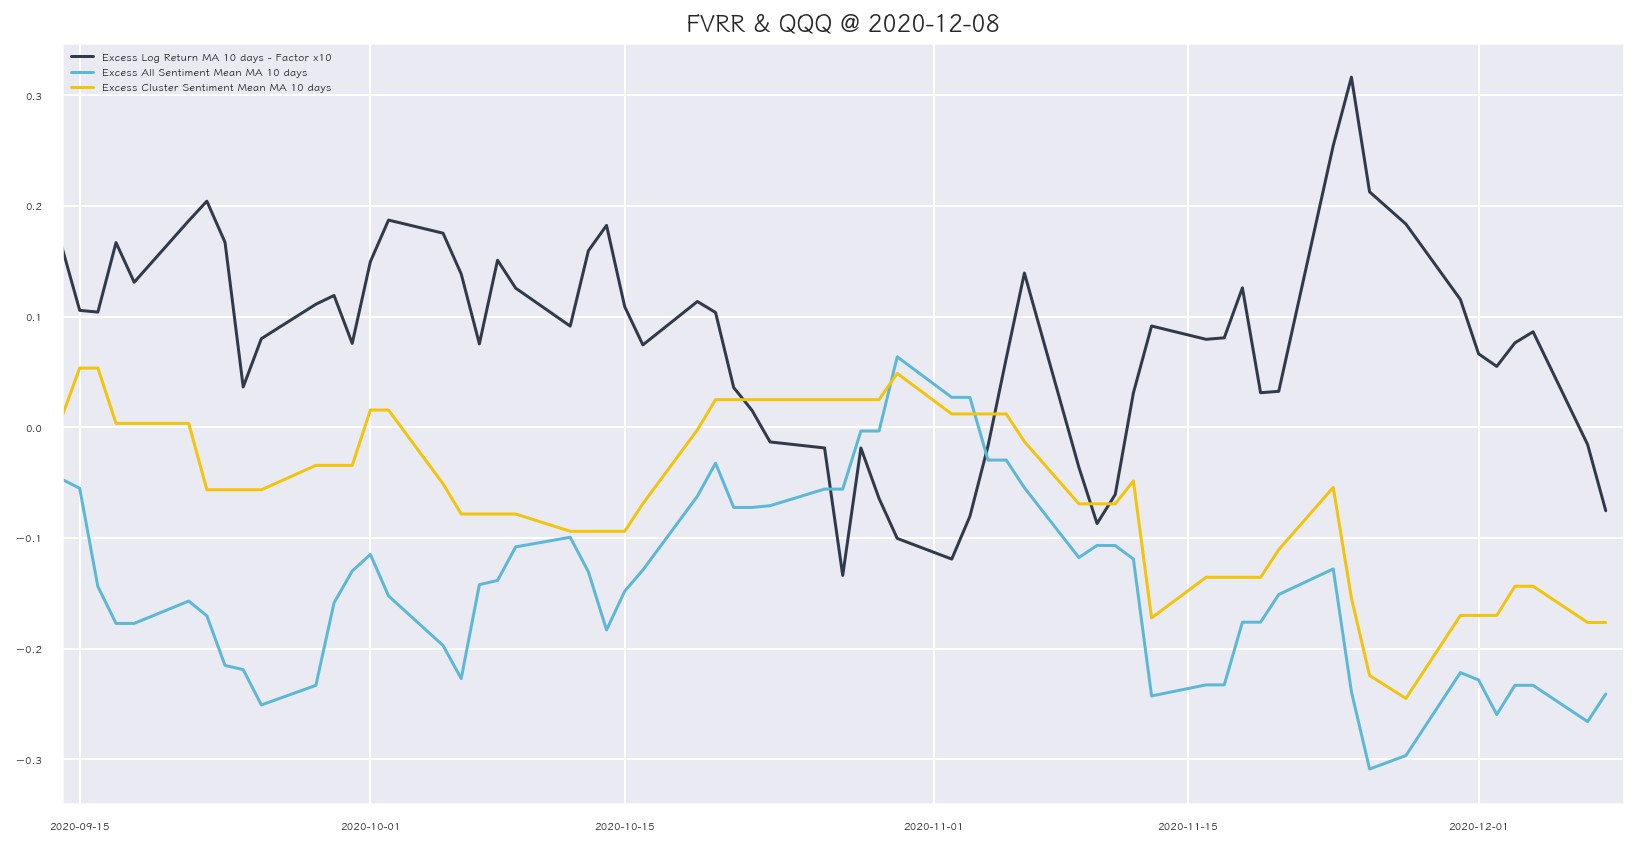 FVRR & QQQ @ 2020-12-08
Excess Log Return MA 10 days - Factor x10
Excess All Sentiment Mean MA 10 days
Excess Cluster Sentiment Mean MA 10 days
0.3
0.2
0.1
0.0
−0.1
−0.2
−0.3
2020-09-15 2020-10-01 2020-10-15 2020-11-01 2020-11-15 2020-12-01